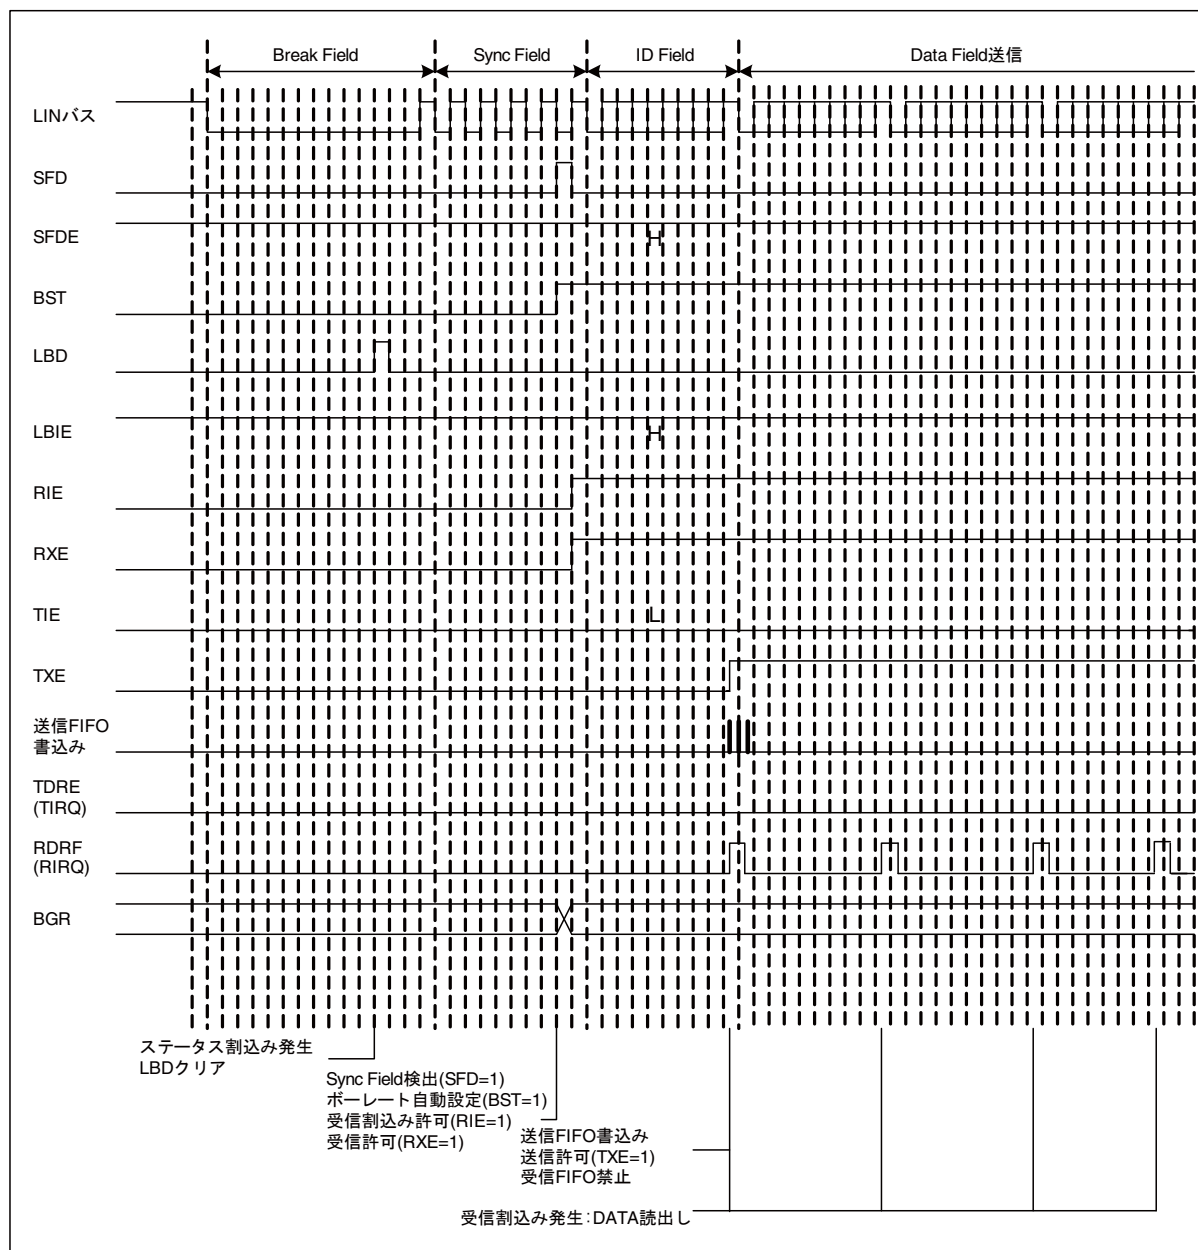 Break Field
Sync Field
ID Field
Data Field送信
LINバス
SFD
SFDE
H
BST
LBD
LBIE
H
RIE
RXE
TIE
L
TXE
送信FIFO
書込み
TDRE
(TIRQ)
RDRF
(RIRQ)
BGR
ステータス割込み発生
LBDクリア
Sync Field検出(SFD=1)
ボーレート自動設定(BST=1)
受信割込み許可(RIE=1)
受信許可(RXE=1)
送信FIFO書込み
送信許可(TXE=1)
受信FIFO禁止
受信割込み発生:DATA読出し